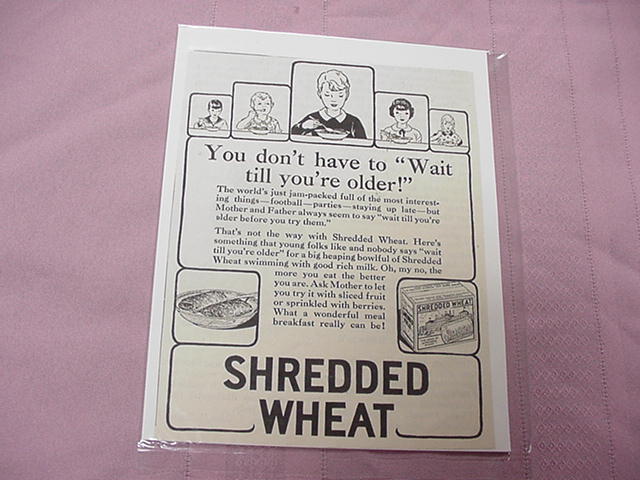 You don't have to "Wait
till you're older!"
The world's just jam-packed full of the most interest-
ing things—football—parties—staying up late—but
Mother and Father always seem to say "wait till you're
older before you try them."
That's not the way with Shredded Wheat. Here's
something that young folks like and nobody says "wait
till you're older" for a big heaping bowlful of Shredded
Wheat swimming with good rich milk. Oh, my no, the
more you eat the better
you are. Ask Mother to let
you try it with sliced fruit
or sprinkled with berries.
What a wonderful meal
breakfast really can be!
SHREDDED WHEAT
SHREDDED
WHEAT